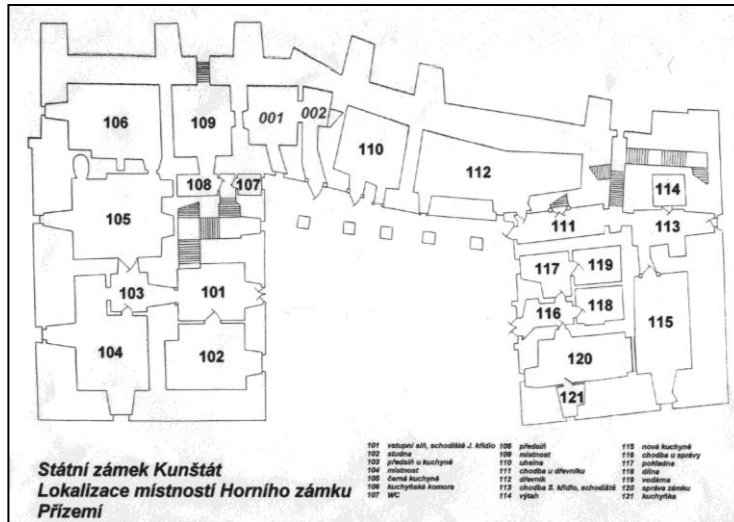 106
109
001
002
110
112
108
107
114
105
111
113
117
119
103
101
116
118
115
104
102
120
121
Státní zámek Kunštát
Lokalizace místností Horního zámku
Přízemí
101 vstupní síň, schodiště J. křídlo
102 studna
103 předsíň u kuchyně
104 místnost
105 černá kuchyně
106 kuchyňská komora
107 WC
108 předsíň
109 místnost
110 uhelna
111 chodba u dřevníku
112 dřevník
113 chodba S. křídlo, schodiště
114 výtah
115 nová kuchyně
116 chodba u správy
117 pokladna
118 dílna
119 vodárna
120 správa zámku
121 kuchyňka